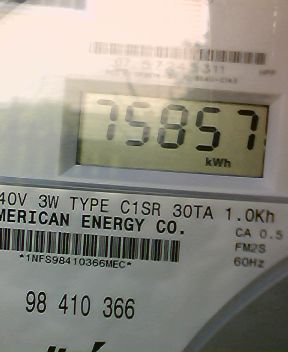 75857
kWh
40V 3W TYPE C1SR 30TA 1.0Kh
MERICAN ENERGY CO.
CA 0.5
FM2S
*1NFS98410366MEC*
60Hz
98 410 366